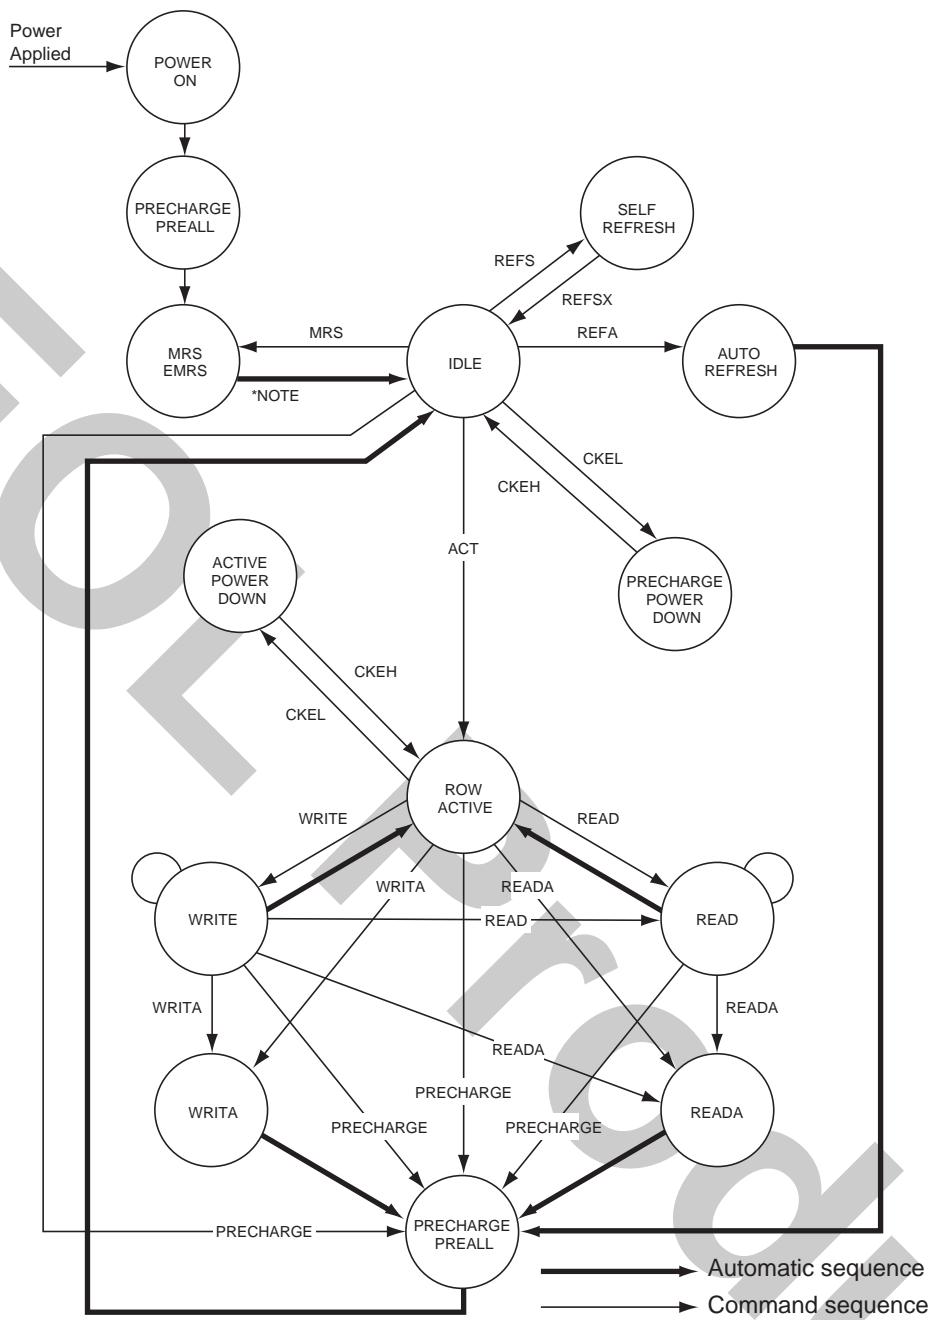 Power
Applied
POWER
ON
PRECHARGE
PREALL
SELF
REFRESH
REFS
REFSX
MRS
EMRS
MRS
*NOTE
IDLE
REFA
AUTO
REFRESH
CKEL
CKEH
ACT
ACTIVE
POWER
DOWN
PRECHARGE
POWER
DOWN
CKEH
CKEL
ROW
ACTIVE
WRITE
READ
WRITA
READA
WRITE
READ
READ
WRITA
READA
READA
WRITA
PRECHARGE
READA
PRECHARGE
PRECHARGE
PRECHARGE
PRECHARGE
PREALL
Automatic sequence
Command sequence